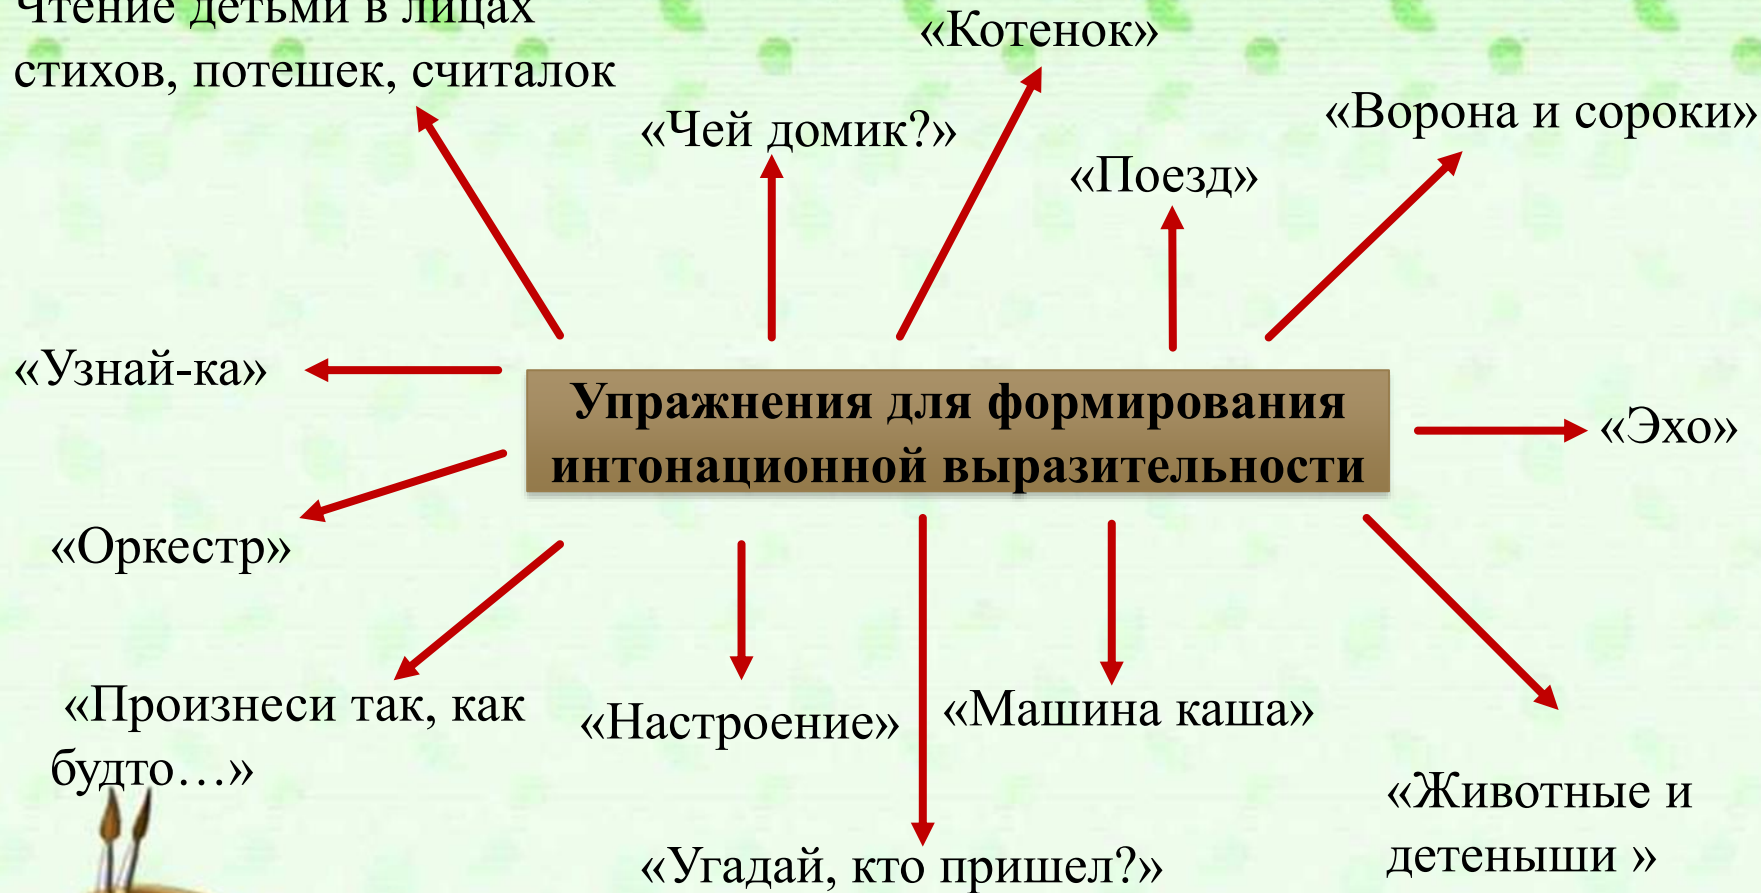 Чтение детьми в лицах
стихов, потешек, считалок
«Котенок»
«Чей домик?»
«Ворона и сороки»
«Поезд»
«Узнай-ка»
Упражнения для формирования
интонационной выразительности
«Эхо»
«Оркестр»
«Произнеси так, как
будто…»
«Настроение»
«Машина каша»
«Животные и
детеныши »
«Угадай, кто пришел?»